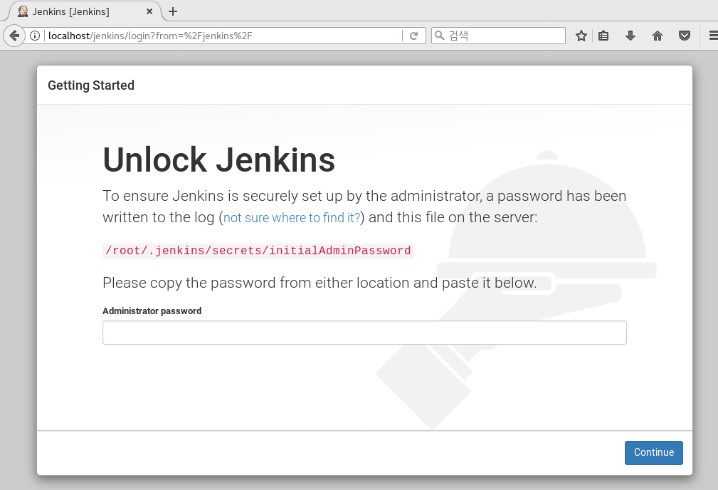 Jenkins [Jenkins]
localhost/jenkins/login?from=%2Fjenkins%2F
검색
Getting Started
Unlock Jenkins
To ensure Jenkins is securely set up by the administrator, a password has been
written to the log (not sure where to find it?) and this file on the server:
/root/.jenkins/secrets/initialAdminPassword
Please copy the password from either location and paste it below.
Administrator password
Continue